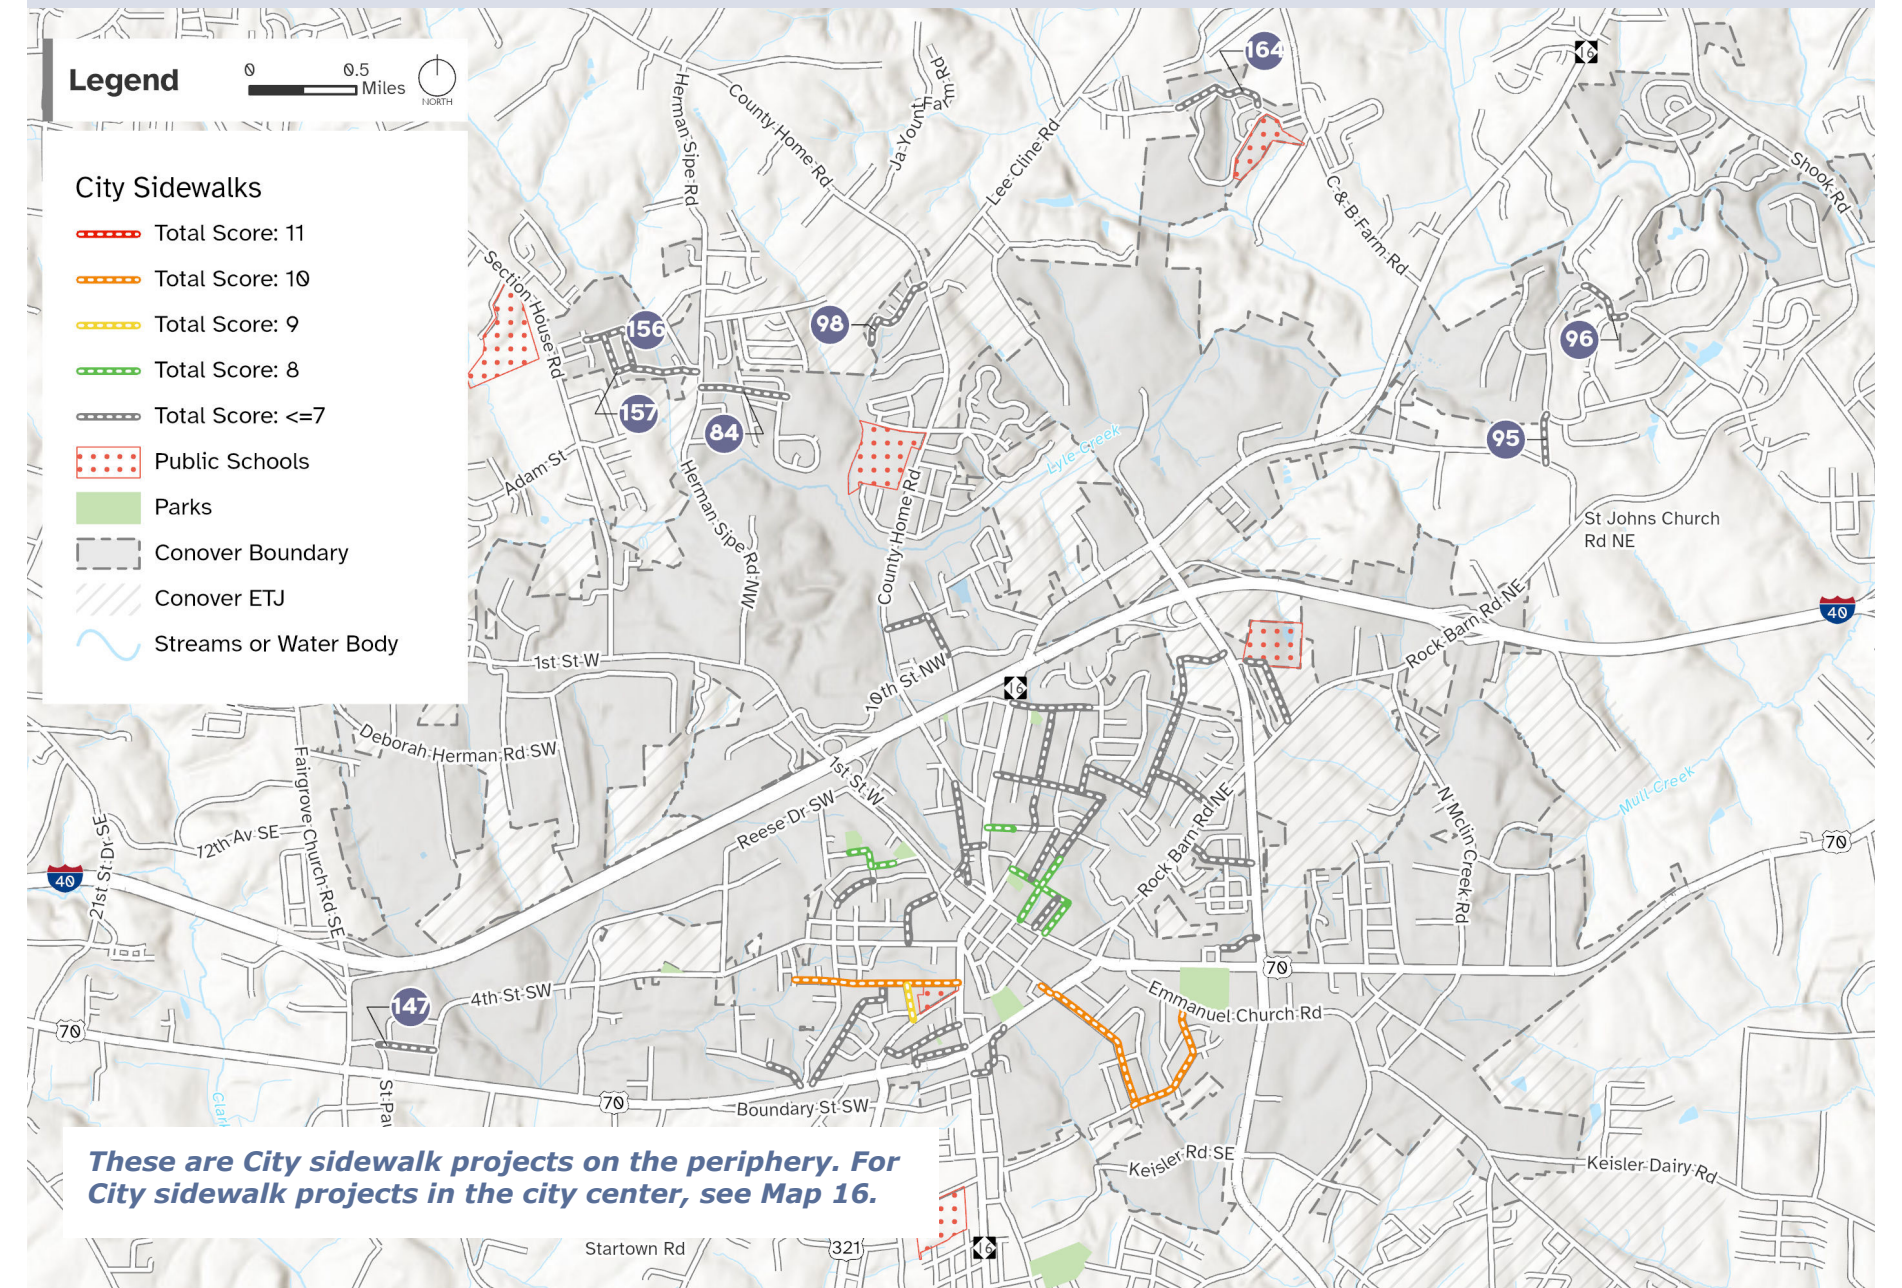 Legend
0 0.5
Miles
NORTH
City Sidewalks
Total Score: 11
Total Score: 10
Total Score: 9
Total Score: 8
Total Score: <=7
Public Schools
Parks
Conover Boundary
Conover ETJ
Streams or Water Body
164
16
Herman Sipe Rd
County Home Rd
Ja-Yount Farm Rd
Lee Cline Rd
C & B Farm Rd
Shook Rd
Section House Rd
156
98
157
84
96
95
Adam St
Herman Sipe Rd NW
County Home Rd
Lyle Creek
St Johns Church
Rd NE
40
Rock Barn Rd NE
1st St W
10th St NW
16
Deborah Herman Rd SW
Fairgrove Church Rd SE
1st St W
Reese Dr SW
Rock Barn Rd NE
N Mclin Creek Rd
Mull Creek
70
12th Av SE
21st St Dr SE
40
4th St SW
147
70
70
Emmanuel Church Rd
70
Boundary St SW
St Pau
Clark
Keisler Rd SE
Keisler Dairy Rd
These are City sidewalk projects on the periphery. For
City sidewalk projects in the city center, see Map 16.
Startown Rd
321
16